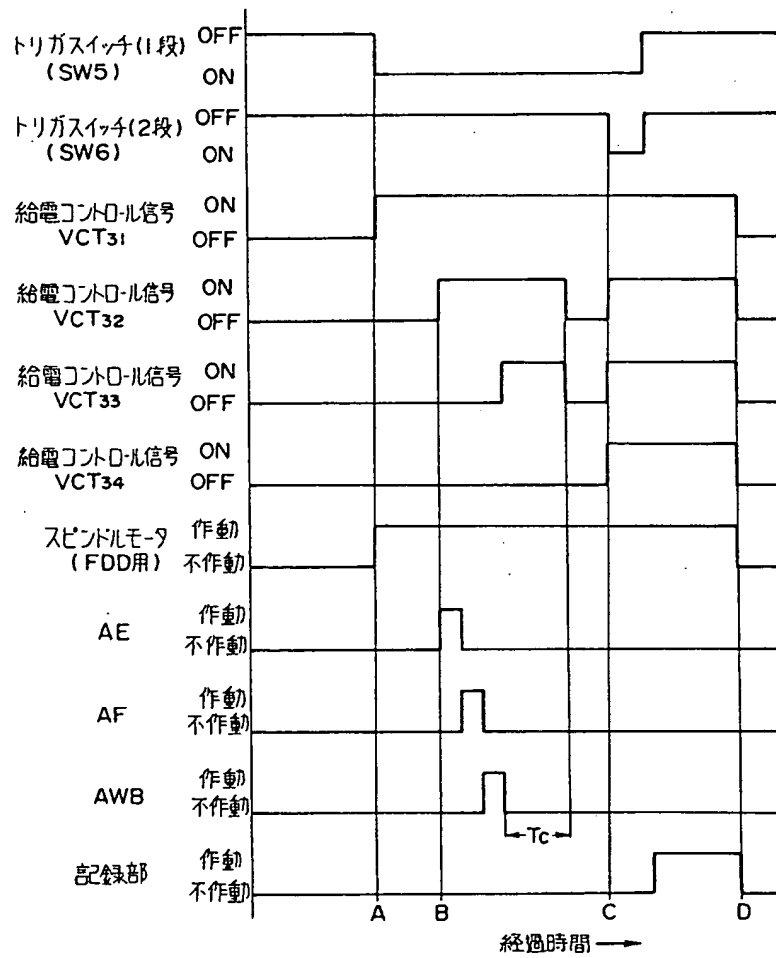 トリガスイッチ(1段) OFF
(SW5) ON
トリガスイッチ(2段) OFF
(SW6) ON
給電コントロール信号 ON
VCT31 OFF
給電コントロール信号 ON
VCT32 OFF
給電コントロール信号 ON
VCT33 OFF
給電コントロール信号 ON
VCT34 OFF
スピンドルモータ 作動
(FDD用) 不作動
AE 作動
不作動
AF 作動
不作動
AWB 作動
不作動
Tc
記録部 作動
不作動
A B C D
経過時間 →